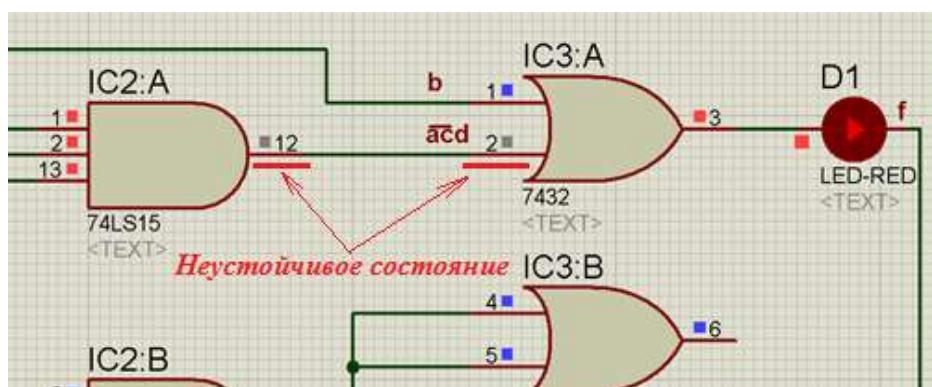 IC3:A
IC2:A
D1
b
1
3
f
1
āc̄d
2
12
2
13
LED-RED
<TEXT>
7432
<TEXT>
74LS15
<TEXT>
Неустойчивое состояние
IC3:B
4
6
5
IC2:B